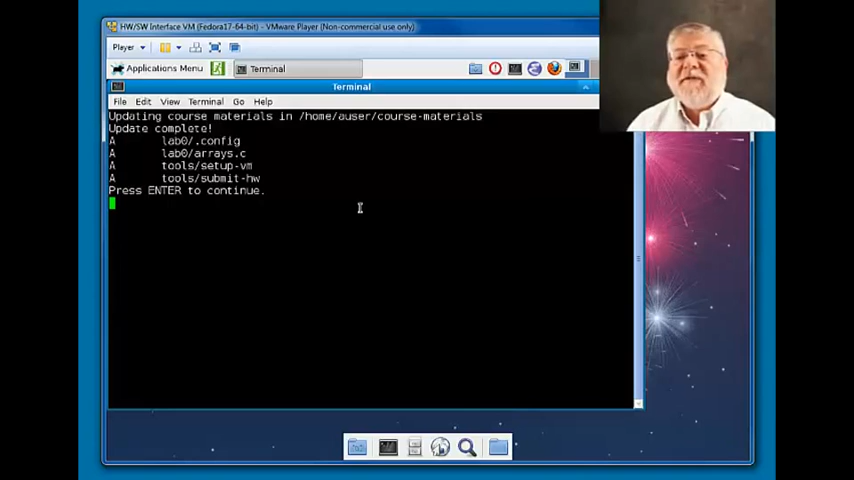 HW/SW Interface VM (Fedora17-64-bit) - VMware Player (Non-commercial use only)
Player
Applications Menu
Terminal
Terminal
File Edit View Terminal Go Help
Updating course materials in /home/auser/course-materials
Update complete!
A lab0/.config
A lab0/arrays.c
A tools/setup-vm
A tools/submit-hw
Press ENTER to continue.